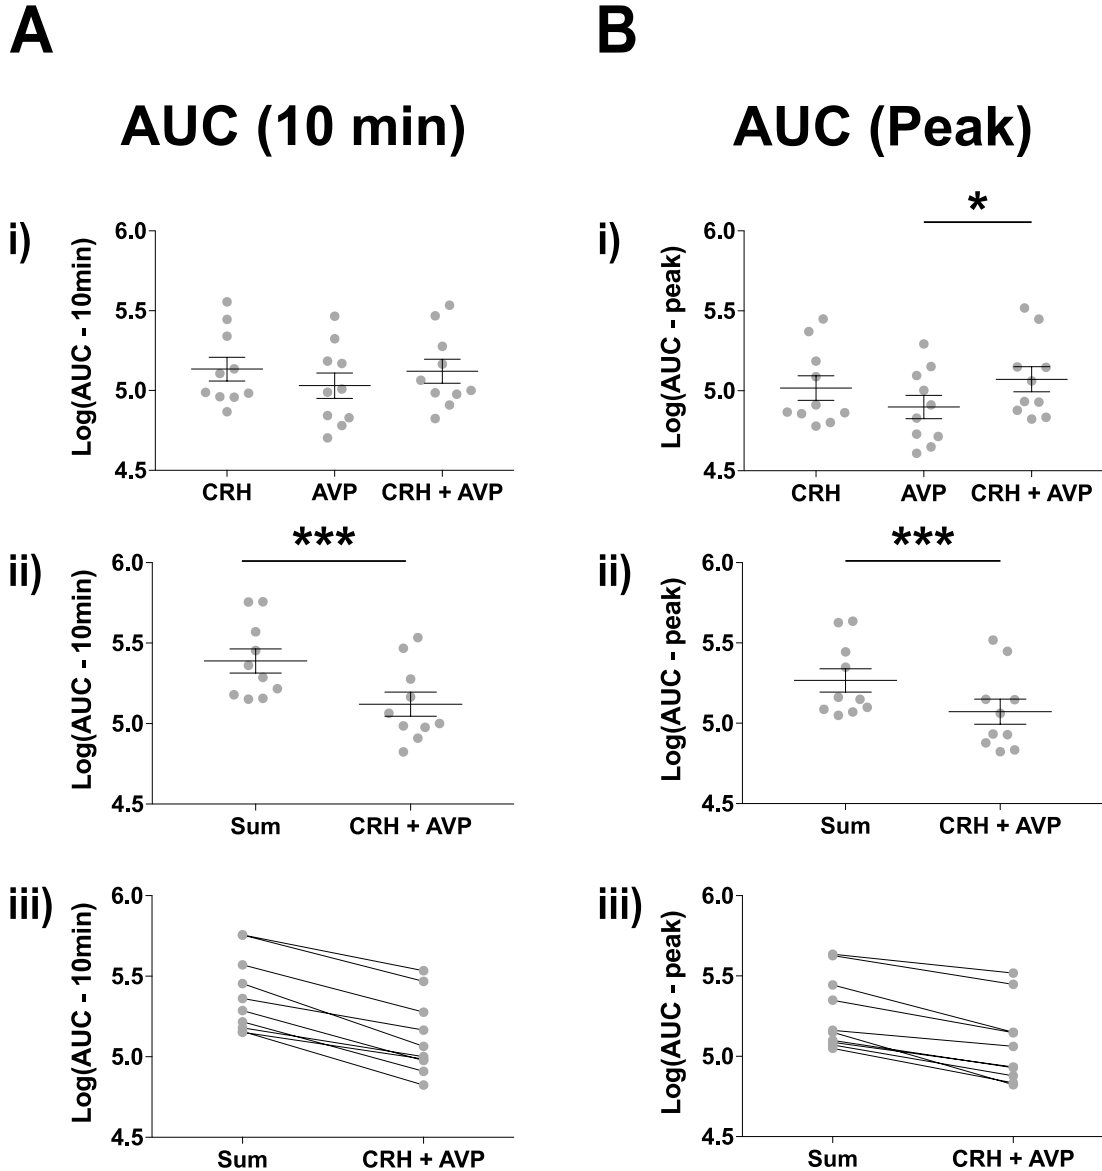 A
B
AUC (10 min)
AUC (Peak)
i)
Log(AUC - 10min)
6.0
5.5
5.0
4.5
CRH
AVP
CRH + AVP
i)
Log(AUC - peak)
6.0
5.5
5.0
4.5
*
CRH
AVP
CRH + AVP
ii)
Log(AUC - 10min)
6.0
5.5
5.0
4.5
***
Sum
CRH + AVP
ii)
Log(AUC - peak)
6.0
5.5
5.0
4.5
***
Sum
CRH + AVP
iii)
Log(AUC - 10min)
6.0
5.5
5.0
4.5
Sum
CRH + AVP
iii)
Log(AUC - peak)
6.0
5.5
5.0
4.5
Sum
CRH + AVP